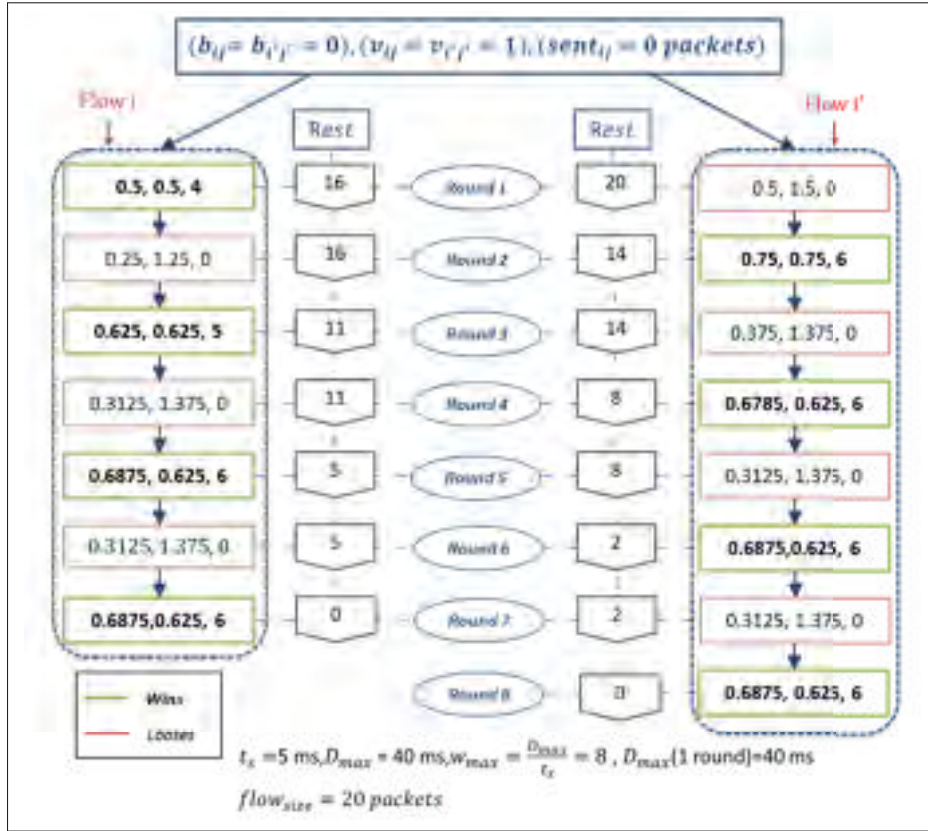 (b_ij = b_i'j' = 0), (v_ij = v_i'j' = 1), (sent_ij = 0 packets)
Flow i
Rest
Rest
Flow i'
0.5, 0.5, 4
16
Round 1
20
0.5, 1.5, 0
0.25, 1.25, 0
16
Round 2
14
0.75, 0.75, 6
0.625, 0.625, 5
11
Round 3
14
0.375, 1.375, 0
0.3125, 1.375, 0
11
Round 4
8
0.6785, 0.625, 6
0.6875, 0.625, 6
5
Round 5
8
0.3125, 1.375, 0
0.3125, 1.375, 0
5
Round 6
2
0.6875,0.625, 6
0.6875,0.625, 6
0
Round 7
2
0.3125, 1.375, 0
Round 8
0
0.6875, 0.625, 6
Wins
Looses
t_s =5 ms,D_max = 40 ms,w_max = D_max/t_s = 8 , D_max(1 round)=40 ms
flow_size = 20 packets